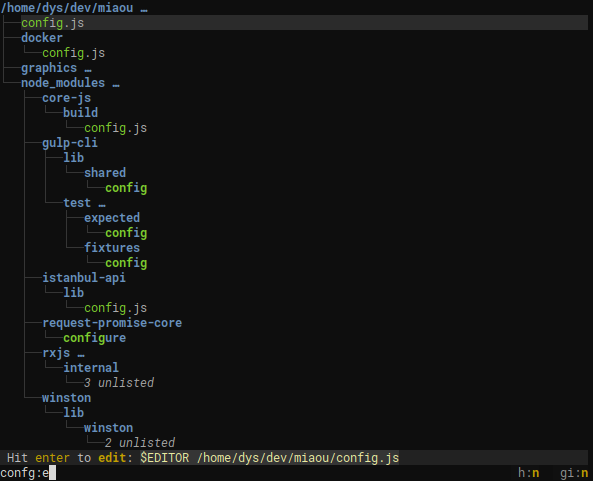 /home/dys/dev/miaou …
config.js
docker
config.js
graphics …
node_modules …
core-js
build
config.js
gulp-cli
lib
shared
config
test …
expected
config
fixtures
config
istanbul-api
lib
config.js
request-promise-core
configure
rxjs …
internal
3 unlisted
winston
lib
winston
2 unlisted
Hit enter to edit: $EDITOR /home/dys/dev/miaou/config.js
confg:e h:n gi:n